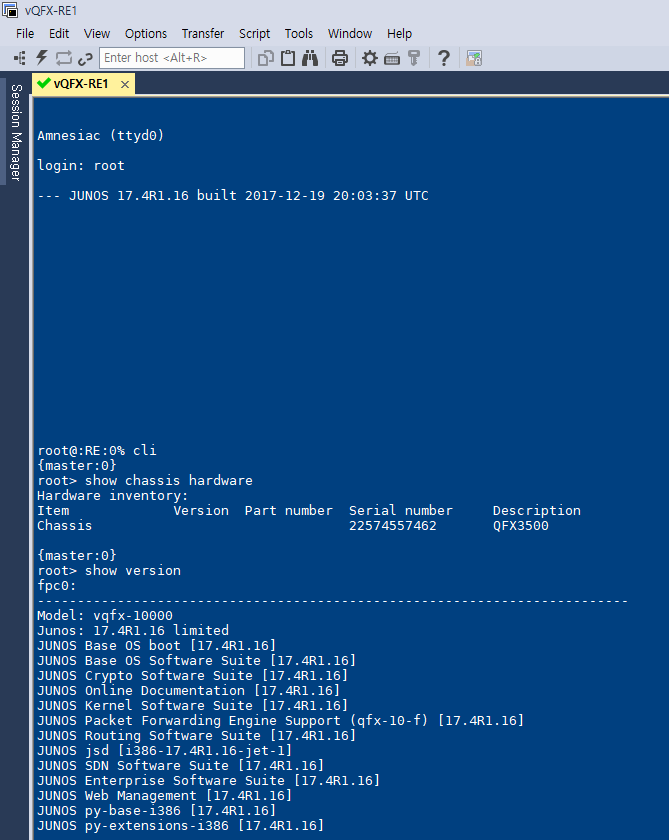 vQFX-RE1
File Edit View Options Transfer Script Tools Window Help
Enter host <Alt+R>
vQFX-RE1
Session Manager
Amnesiac (ttyd0)
login: root
--- JUNOS 17.4R1.16 built 2017-12-19 20:03:37 UTC
root@:RE:0% cli
{master:0}
root> show chassis hardware
Hardware inventory:
Item             Version  Part number  Serial number     Description
Chassis                                22574557462       QFX3500
{master:0}
root> show version
fpc0:
--------------------------------------------------------------------------
Model: vqfx-10000
Junos: 17.4R1.16 limited
JUNOS Base OS boot [17.4R1.16]
JUNOS Base OS Software Suite [17.4R1.16]
JUNOS Crypto Software Suite [17.4R1.16]
JUNOS Online Documentation [17.4R1.16]
JUNOS Kernel Software Suite [17.4R1.16]
JUNOS Packet Forwarding Engine Support (qfx-10-f) [17.4R1.16]
JUNOS Routing Software Suite [17.4R1.16]
JUNOS jsd [i386-17.4R1.16-jet-1]
JUNOS SDN Software Suite [17.4R1.16]
JUNOS Enterprise Software Suite [17.4R1.16]
JUNOS Web Management [17.4R1.16]
JUNOS py-base-i386 [17.4R1.16]
JUNOS py-extensions-i386 [17.4R1.16]